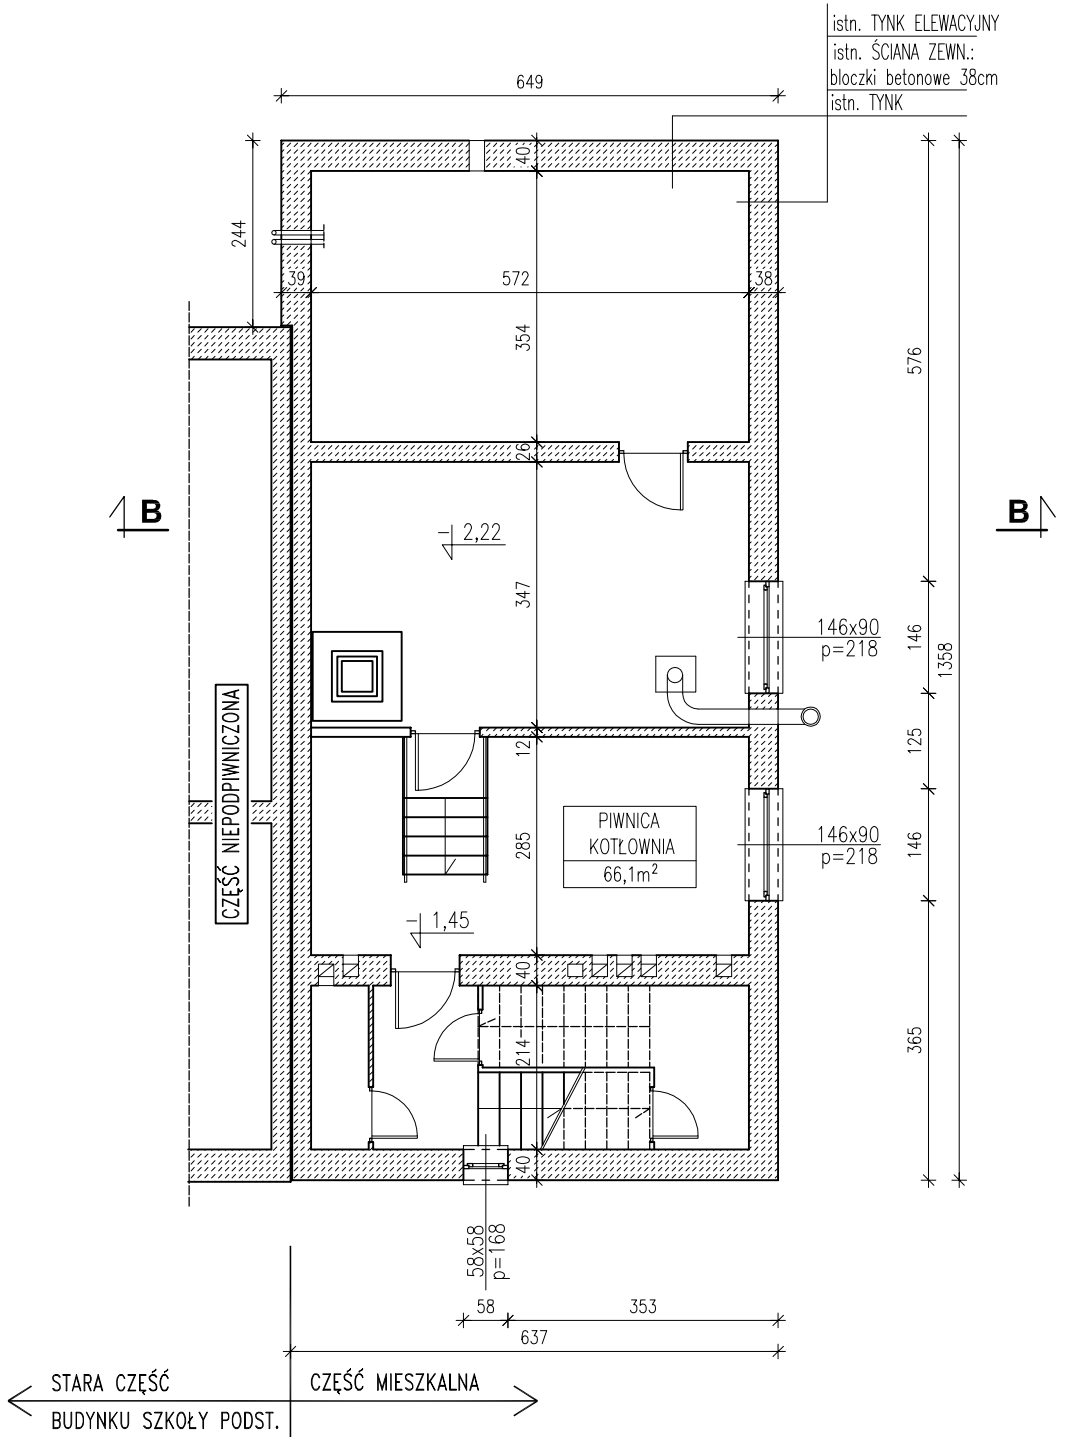 istn. TYNK ELEWACYJNY
istn. ŚCIANA ZEWN.:
bloczki betonowe 38cm
istn. TYNK
649
40
244
39
572
38
354
576
26
B
B
- 2,22
347
146x90
p=218
146
1358
125
12
CZĘŚĆ NIEPODPIWNICZONA
PIWNICA
KOTŁOWNIA
66,1m²
285
146x90
p=218
146
- 1,45
40
214
365
40
58x58
p=168
58
353
637
STARA CZĘŚĆ
CZĘŚĆ MIESZKALNA
BUDYNKU SZKOŁY PODST.